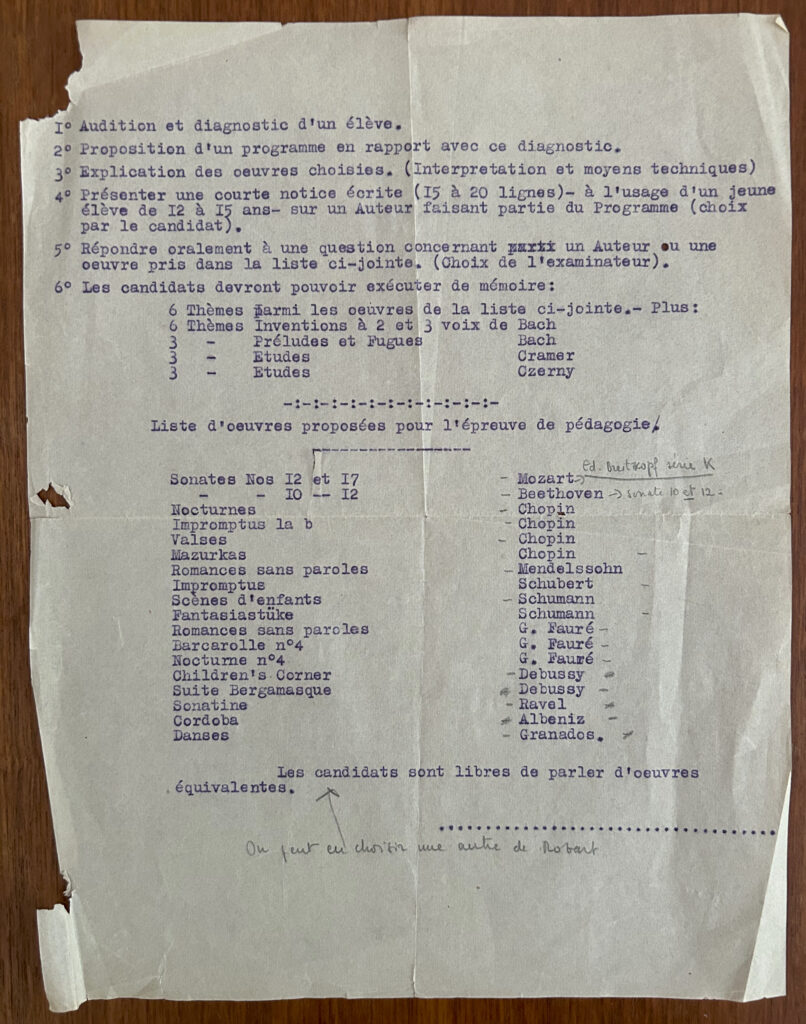 1° Audition et diagnostic d'un élève.
2° Proposition d'un programme en rapport avec ce diagnostic.
3° Explication des oeuvres choisies. (Interpretation et moyens techniques)
4° Présenter une courte notice écrite (15 à 20 lignes)- à l'usage d'un jeune
élève de 12 à 15 ans- sur un Auteur faisant partie du Programme (choix
par le candidat).
5° Répondre oralement à une question concernant parti un Auteur ou une
oeuvre pris dans la liste ci-jointe. (Choix de l'examinateur).
6° Les candidats devront pouvoir exécuter de mémoire:
6 Thèmes parmi les oeuvres de la liste ci-jointe.- Plus:
6 Thèmes Inventions à 2 et 3 voix de Bach
3 - Préludes et Fugues Bach
3 - Etudes Cramer
3 - Etudes Czerny
-:-:-:-:-:-:-:-:-:-:-:-
Liste d'oeuvres proposées pour l'épreuve de pédagogie/
ed. Breitkopf série K
Sonates Nos 12 et 17 - Mozart
- - 10 -- 12 - Beethoven → sonate 10 et 12 -
Nocturnes - Chopin
Impromptus la b - Chopin
Valses - Chopin
Mazurkas Chopin -
Romances sans paroles - Mendelssohn
Impromptus Schubert -
Scènes d'enfants - Schumann
Fantasiastüke Schumann -
Romances sans paroles G. Fauré -
Barcarolle n°4 G. Fauré -
Nocturne n°4 G. Fauré -
Children's Corner - Debussy *
Suite Bergamasque * Debussy -
Sonatine - Ravel *
Cordoba * Albeniz -
Danses - Granados. *
Les candidats sont libres de parler d'oeuvres
équivalentes.
On peut en choisir une autre de